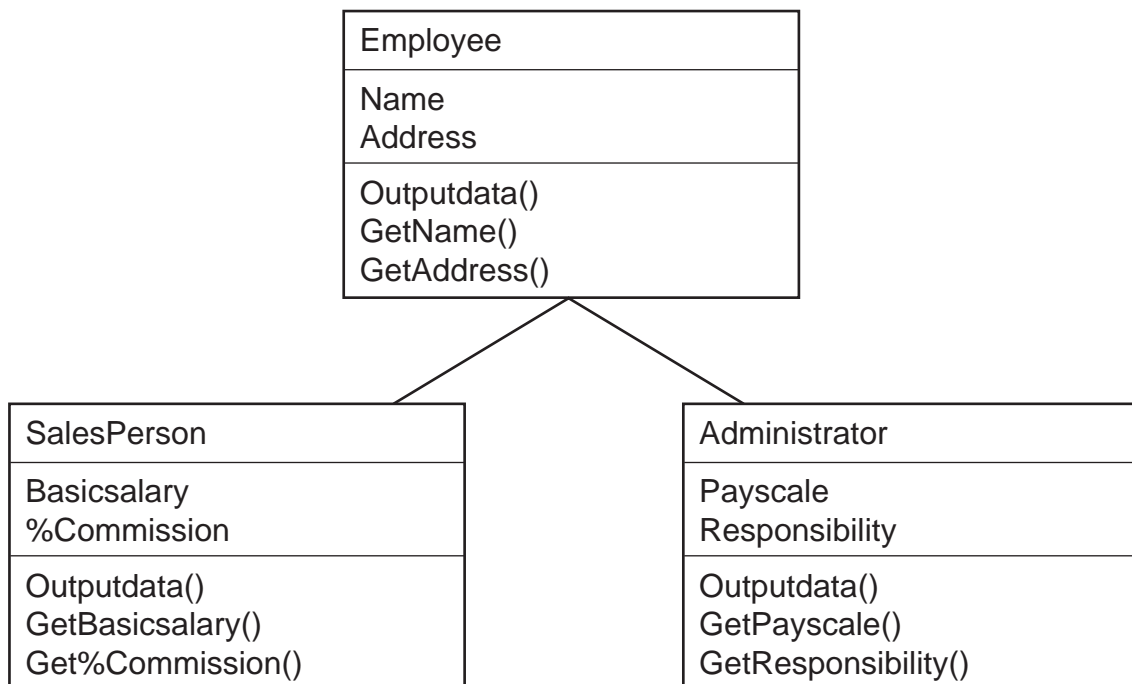 Employee
Name
Address
Outputdata()
GetName()
GetAddress()
SalesPerson
Basicsalary
%Commission
Outputdata()
GetBasicsalary()
Get%Commission()
Administrator
Payscale
Responsibility
Outputdata()
GetPayscale()
GetResponsibility()